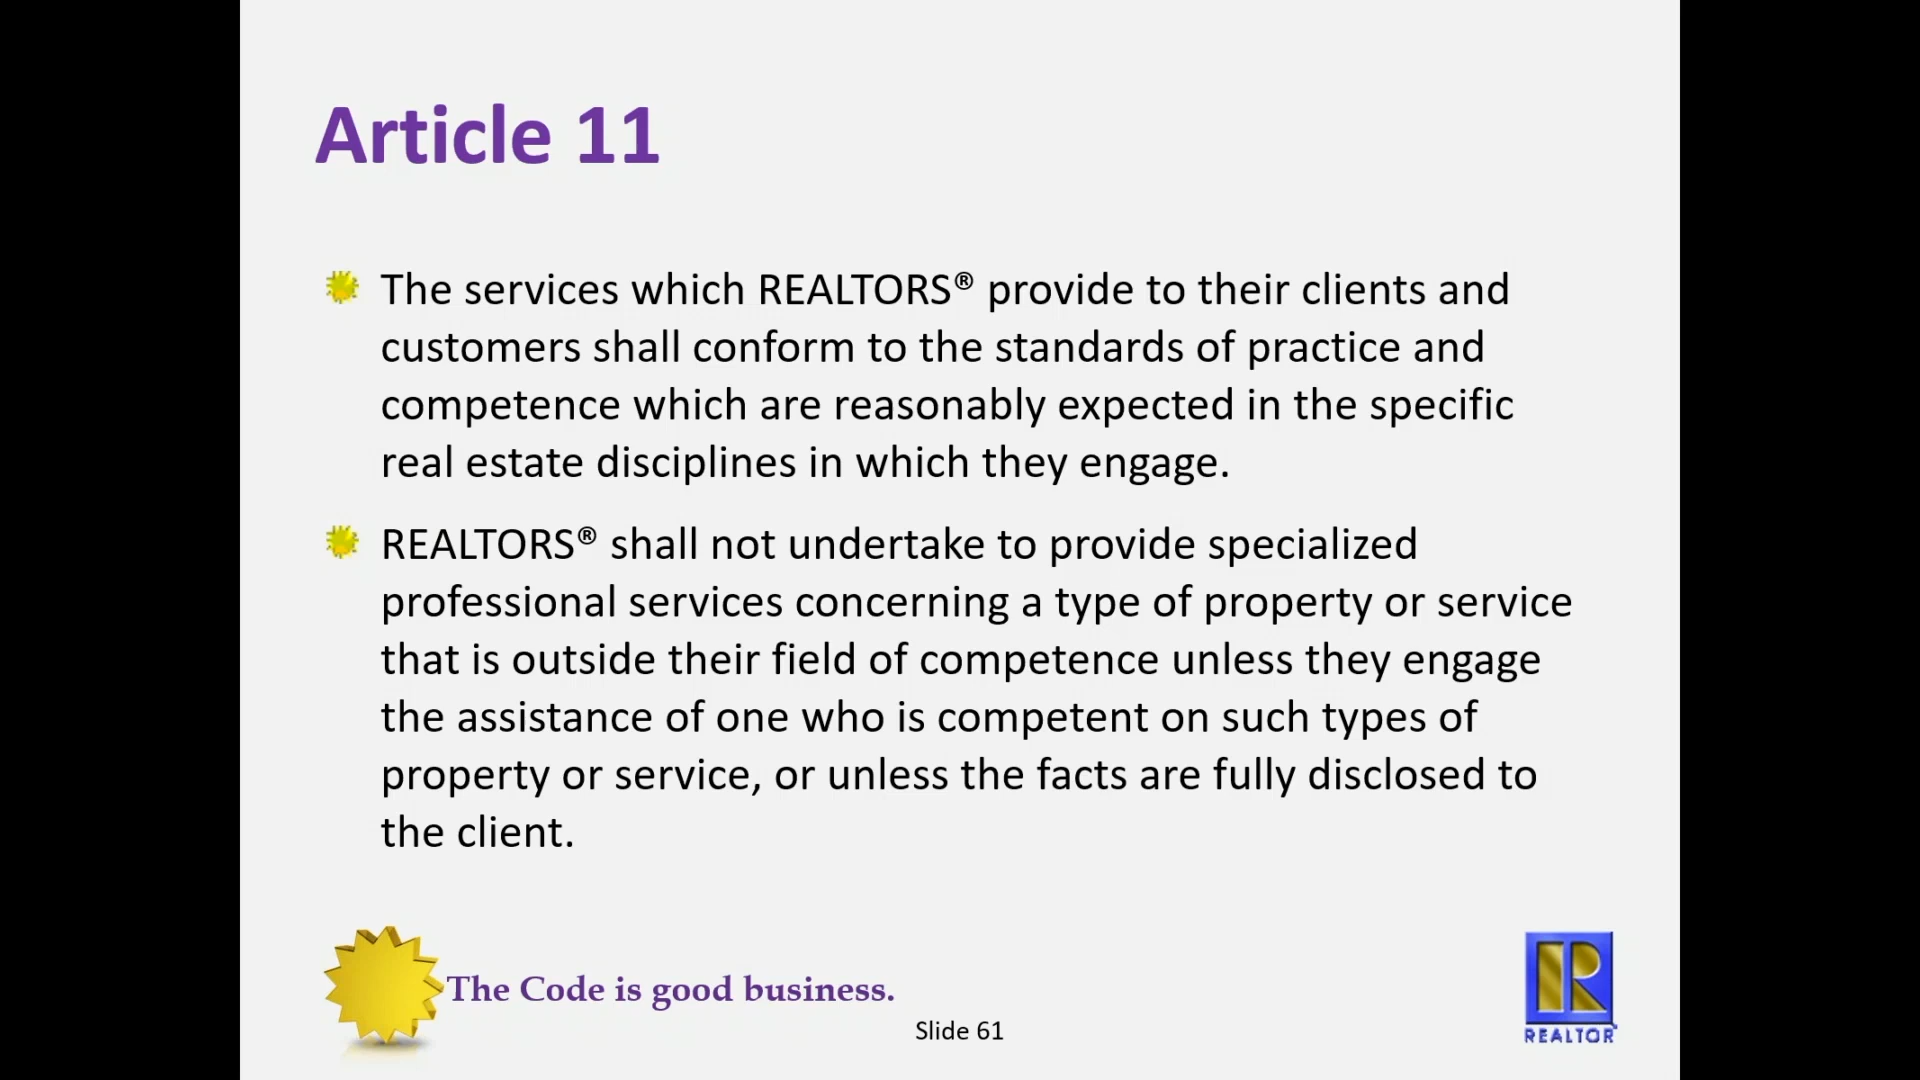 Article 11
The services which REALTORS® provide to their clients and
customers shall conform to the standards of practice and
competence which are reasonably expected in the specific
real estate disciplines in which they engage.
REALTORS® shall not undertake to provide specialized
professional services concerning a type of property or service
that is outside their field of competence unless they engage
the assistance of one who is competent on such types of
property or service, or unless the facts are fully disclosed to
the client.
The Code is good business.
Slide 61
R
REALTOR